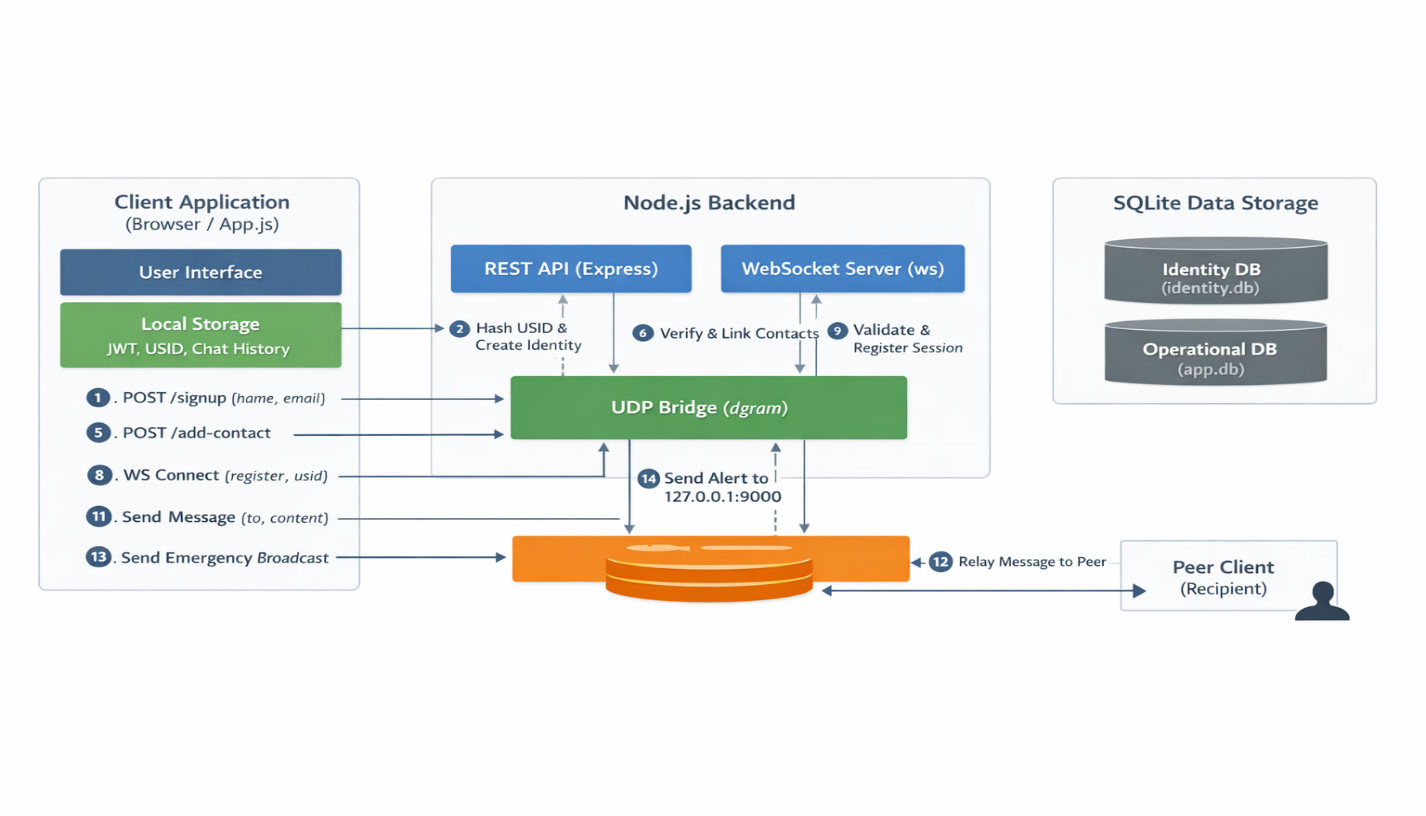 Client Application
(Browser / App.js)
User Interface
Local Storage
JWT, USID, Chat History
1. POST /signup (home, email)
5. POST /add-contact
8. WS Connect (register, usid)
11. Send Message (to, content)
13. Send Emergency Broadcast
Node.js Backend
REST API (Express)
WebSocket Server (ws)
2 Hash USID &
Create Identity
6 Verify & Link Contacts
9 Validate &
Register Session
UDP Bridge (dgram)
14 Send Alert to
127.0.0.1:9000
SQLite Data Storage
Identity DB
(identity.db)
Operational DB
(app.db)
12 Relay Message to Peer
Peer Client
(Recipient)